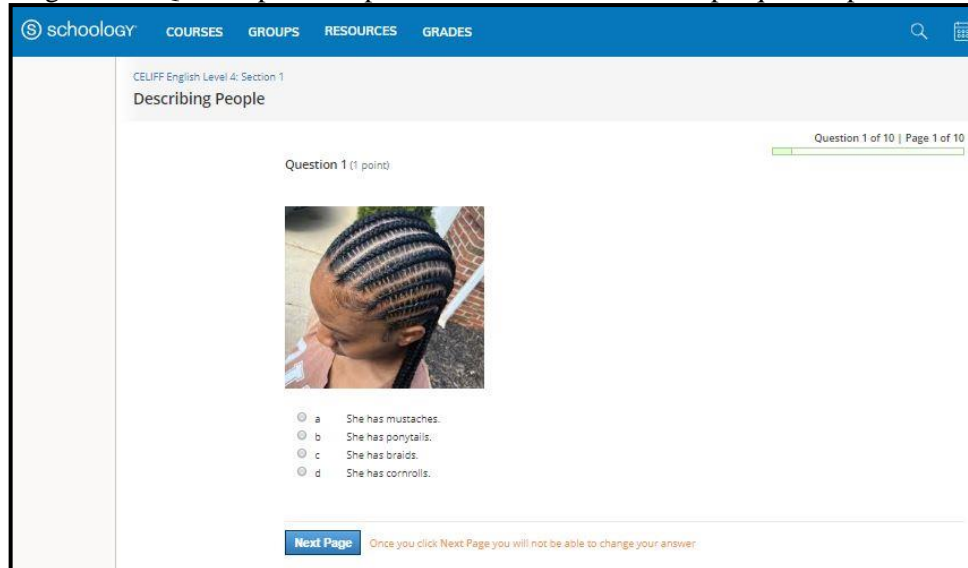 schoology COURSES GROUPS RESOURCES GRADES
CELIFF English Level 4: Section 1
Describing People
Question 1 of 10 | Page 1 of 10
Question 1 (1 point)
a She has mustaches.
b She has ponytails.
c She has braids.
d She has cornrolls.
Next Page Once you click Next Page you will not be able to change your answer